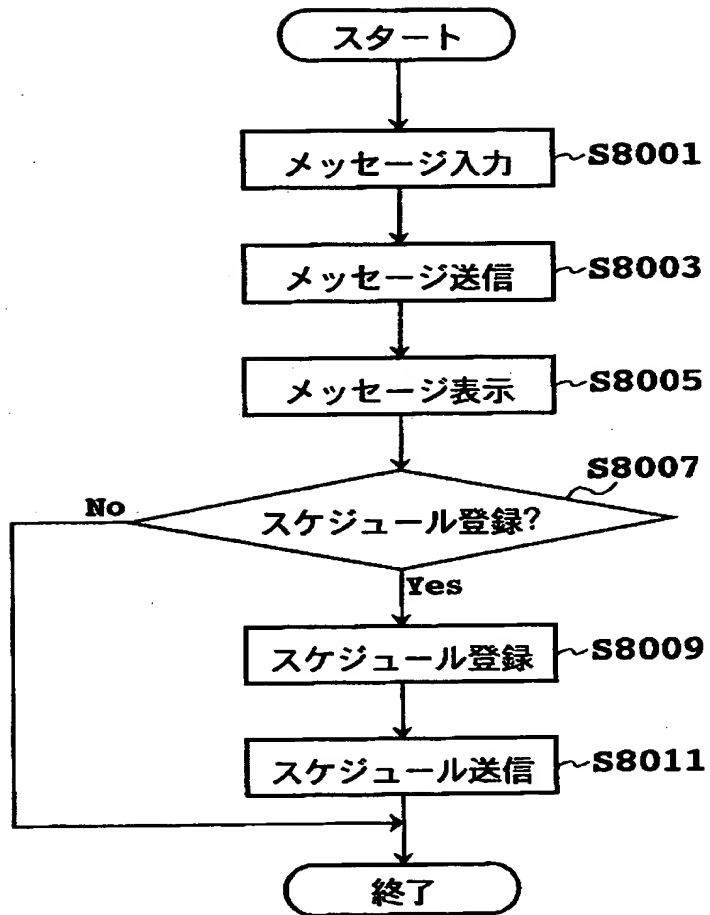 スタート
メッセージ入力 S8001
メッセージ送信 S8003
メッセージ表示 S8005
S8007
No スケジュール登録?
Yes
スケジュール登録 S8009
スケジュール送信 S8011
終了